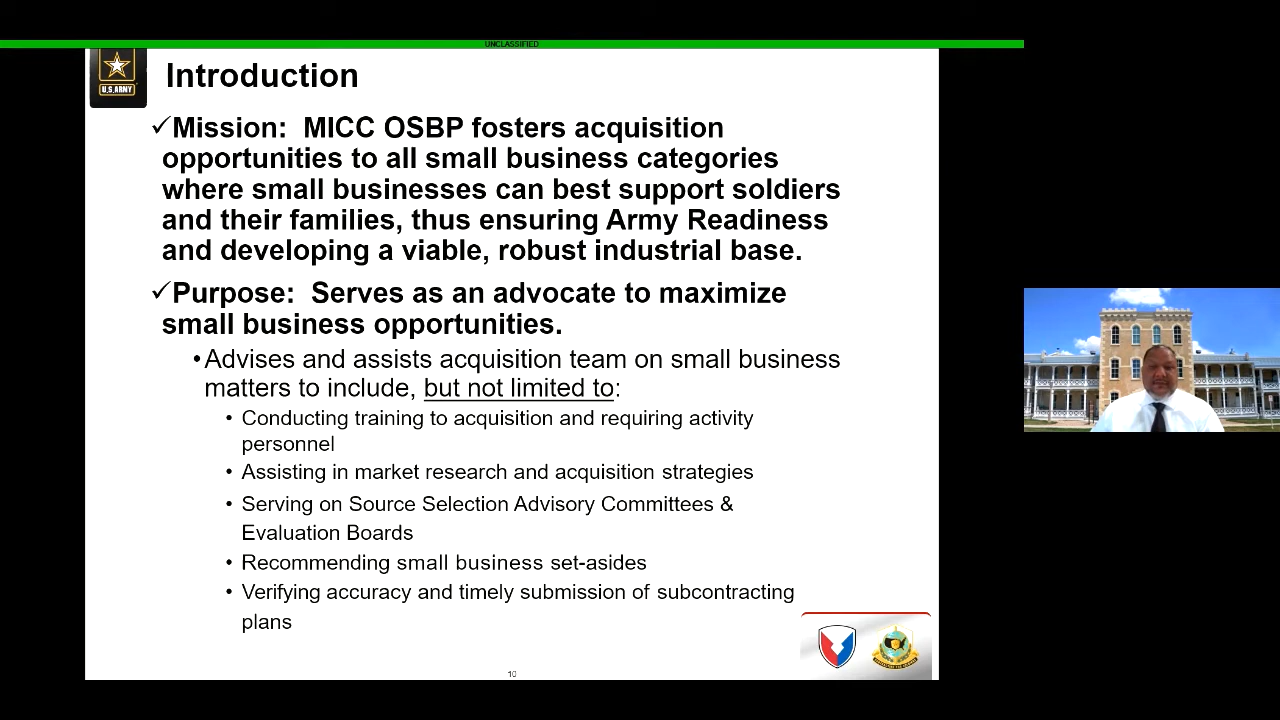 UNCLASSIFIED
U.S.ARMY
Introduction
✓Mission:  MICC OSBP fosters acquisition
opportunities to all small business categories
where small businesses can best support soldiers
and their families, thus ensuring Army Readiness
and developing a viable, robust industrial base.
✓Purpose:  Serves as an advocate to maximize
small business opportunities.
•Advises and assists acquisition team on small business
matters to include, but not limited to:
• Conducting training to acquisition and requiring activity
personnel
• Assisting in market research and acquisition strategies
• Serving on Source Selection Advisory Committees &
Evaluation Boards
• Recommending small business set-asides
• Verifying accuracy and timely submission of subcontracting
plans
10